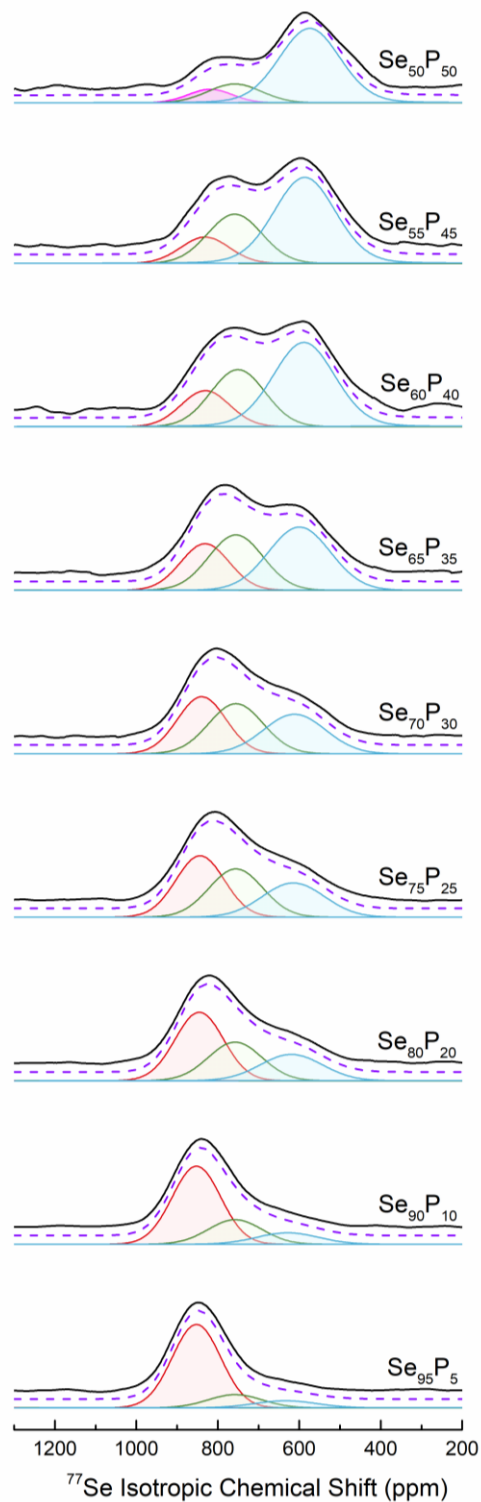 Se₅₀P₅₀
Se₅₅P₄₅
Se₆₀P₄₀
Se₆₅P₃₅
Se₇₀P₃₀
Se₇₅P₂₅
Se₈₀P₂₀
Se₉₀P₁₀
Se₉₅P₅
1200 1000 800 600 400 200
⁷⁷Se Isotropic Chemical Shift (ppm)